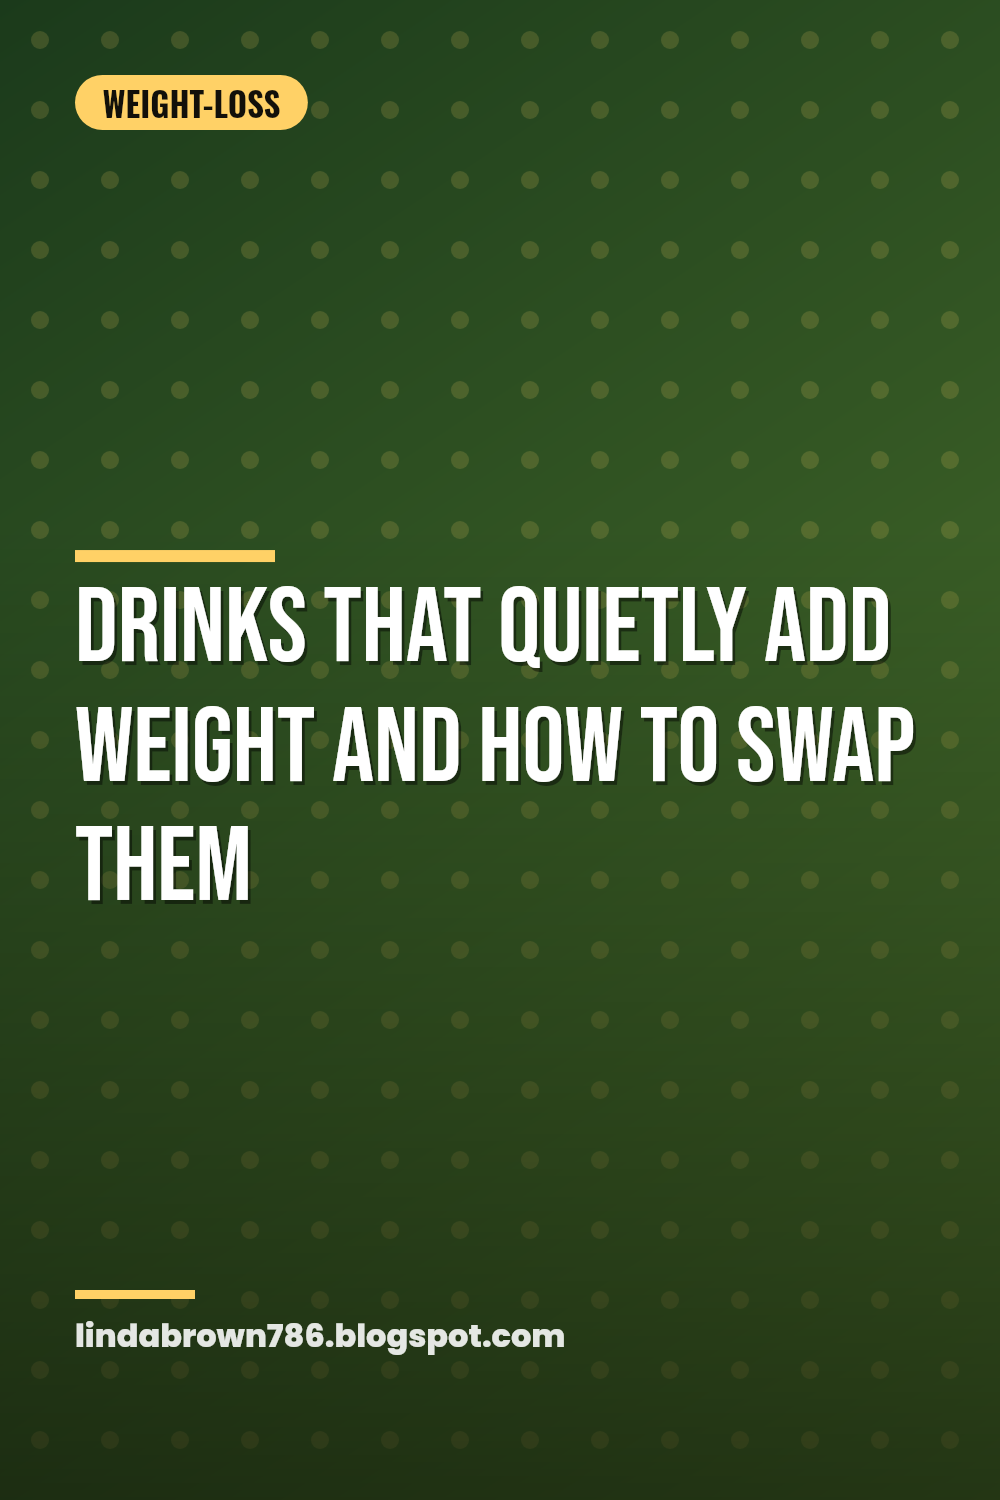 WEIGHT-LOSS
DRINKS THAT QUIETLY ADD
WEIGHT AND HOW TO SWAP
THEM
lindabrown786.blogspot.com